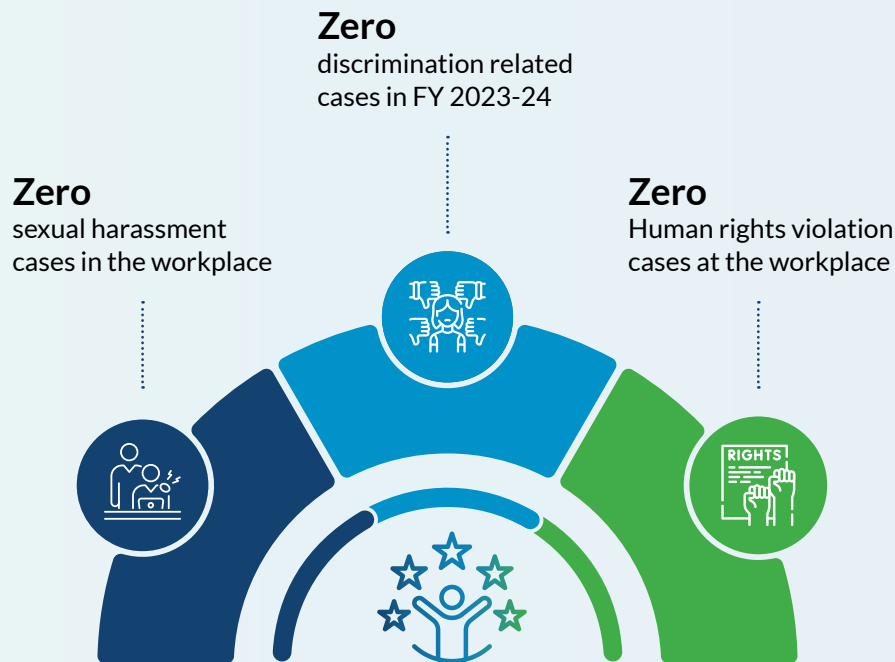 Zero
discrimination related
cases in FY 2023-24
Zero
sexual harassment
cases in the workplace
Zero
Human rights violation
cases at the workplace
RIGHTS